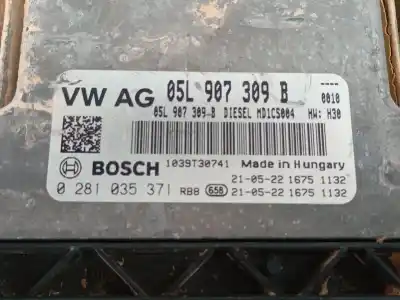 VW AG 05L 907 309 B ----
05L 907 309 B DIESEL MD1CS004 0010
HW: H30
BOSCH 1039T30741 Made in Hungary
0 281 035 371 RB8 658 21-05-22 1675 1132
21-05-22 1675 1132